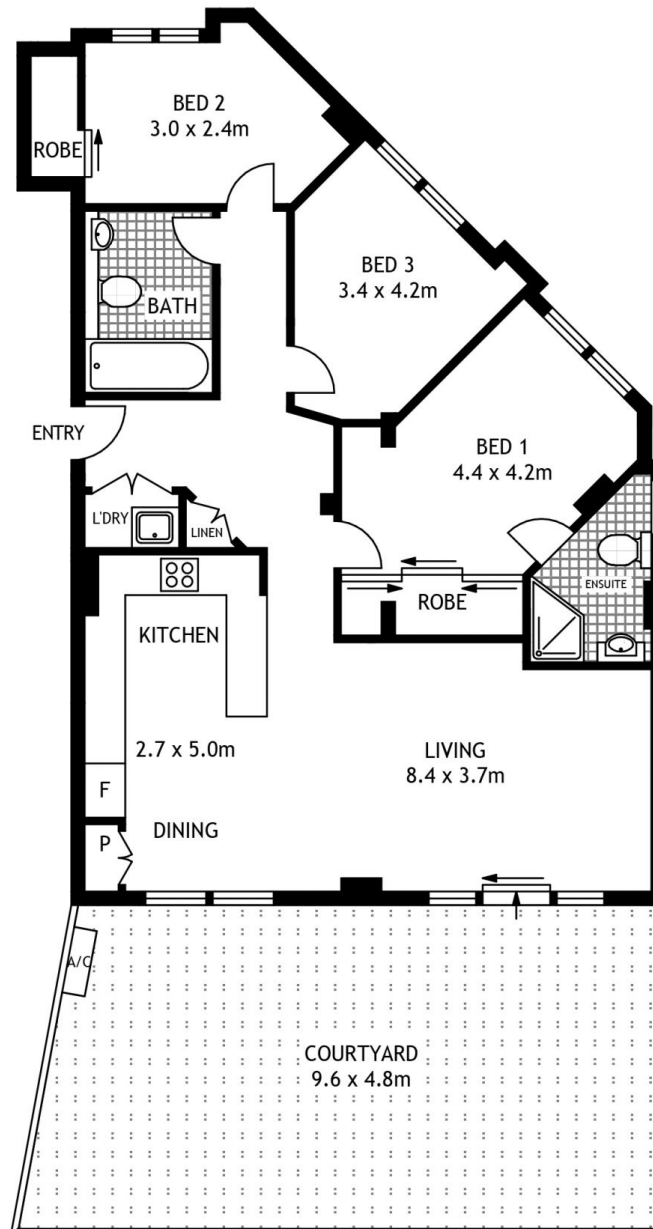 BED 2
3.0 x 2.4m
ROBE
BED 3
3.4 x 4.2m
BATH
ENTRY
BED 1
4.4 x 4.2m
L'DRY
LINEN
ENSUITE
ROBE
KITCHEN
2.7 x 5.0m
LIVING
8.4 x 3.7m
F
DINING
P
A/C
COURTYARD
9.6 x 4.8m